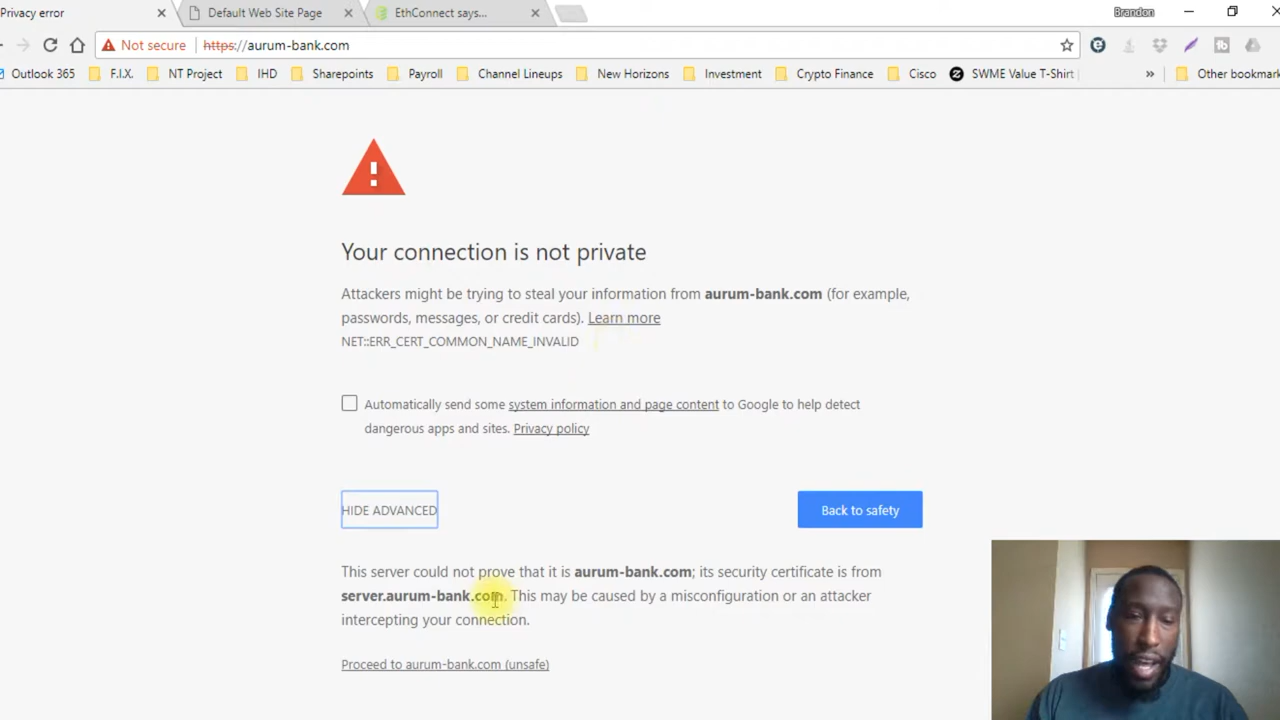 Privacy error
Default Web Site Page
EthConnect says...
Brandon
Not secure https://aurum-bank.com
Outlook 365 F.I.X. NT Project IHD Sharepoints Payroll Channel Lineups New Horizons Investment Crypto Finance Cisco SWME Value T-Shirt » Other bookmark
Your connection is not private
Attackers might be trying to steal your information from aurum-bank.com (for example,
passwords, messages, or credit cards). Learn more
NET::ERR_CERT_COMMON_NAME_INVALID
Automatically send some system information and page content to Google to help detect
dangerous apps and sites. Privacy policy
HIDE ADVANCED
Back to safety
This server could not prove that it is aurum-bank.com; its security certificate is from
server.aurum-bank.com. This may be caused by a misconfiguration or an attacker
intercepting your connection.
Proceed to aurum-bank.com (unsafe)